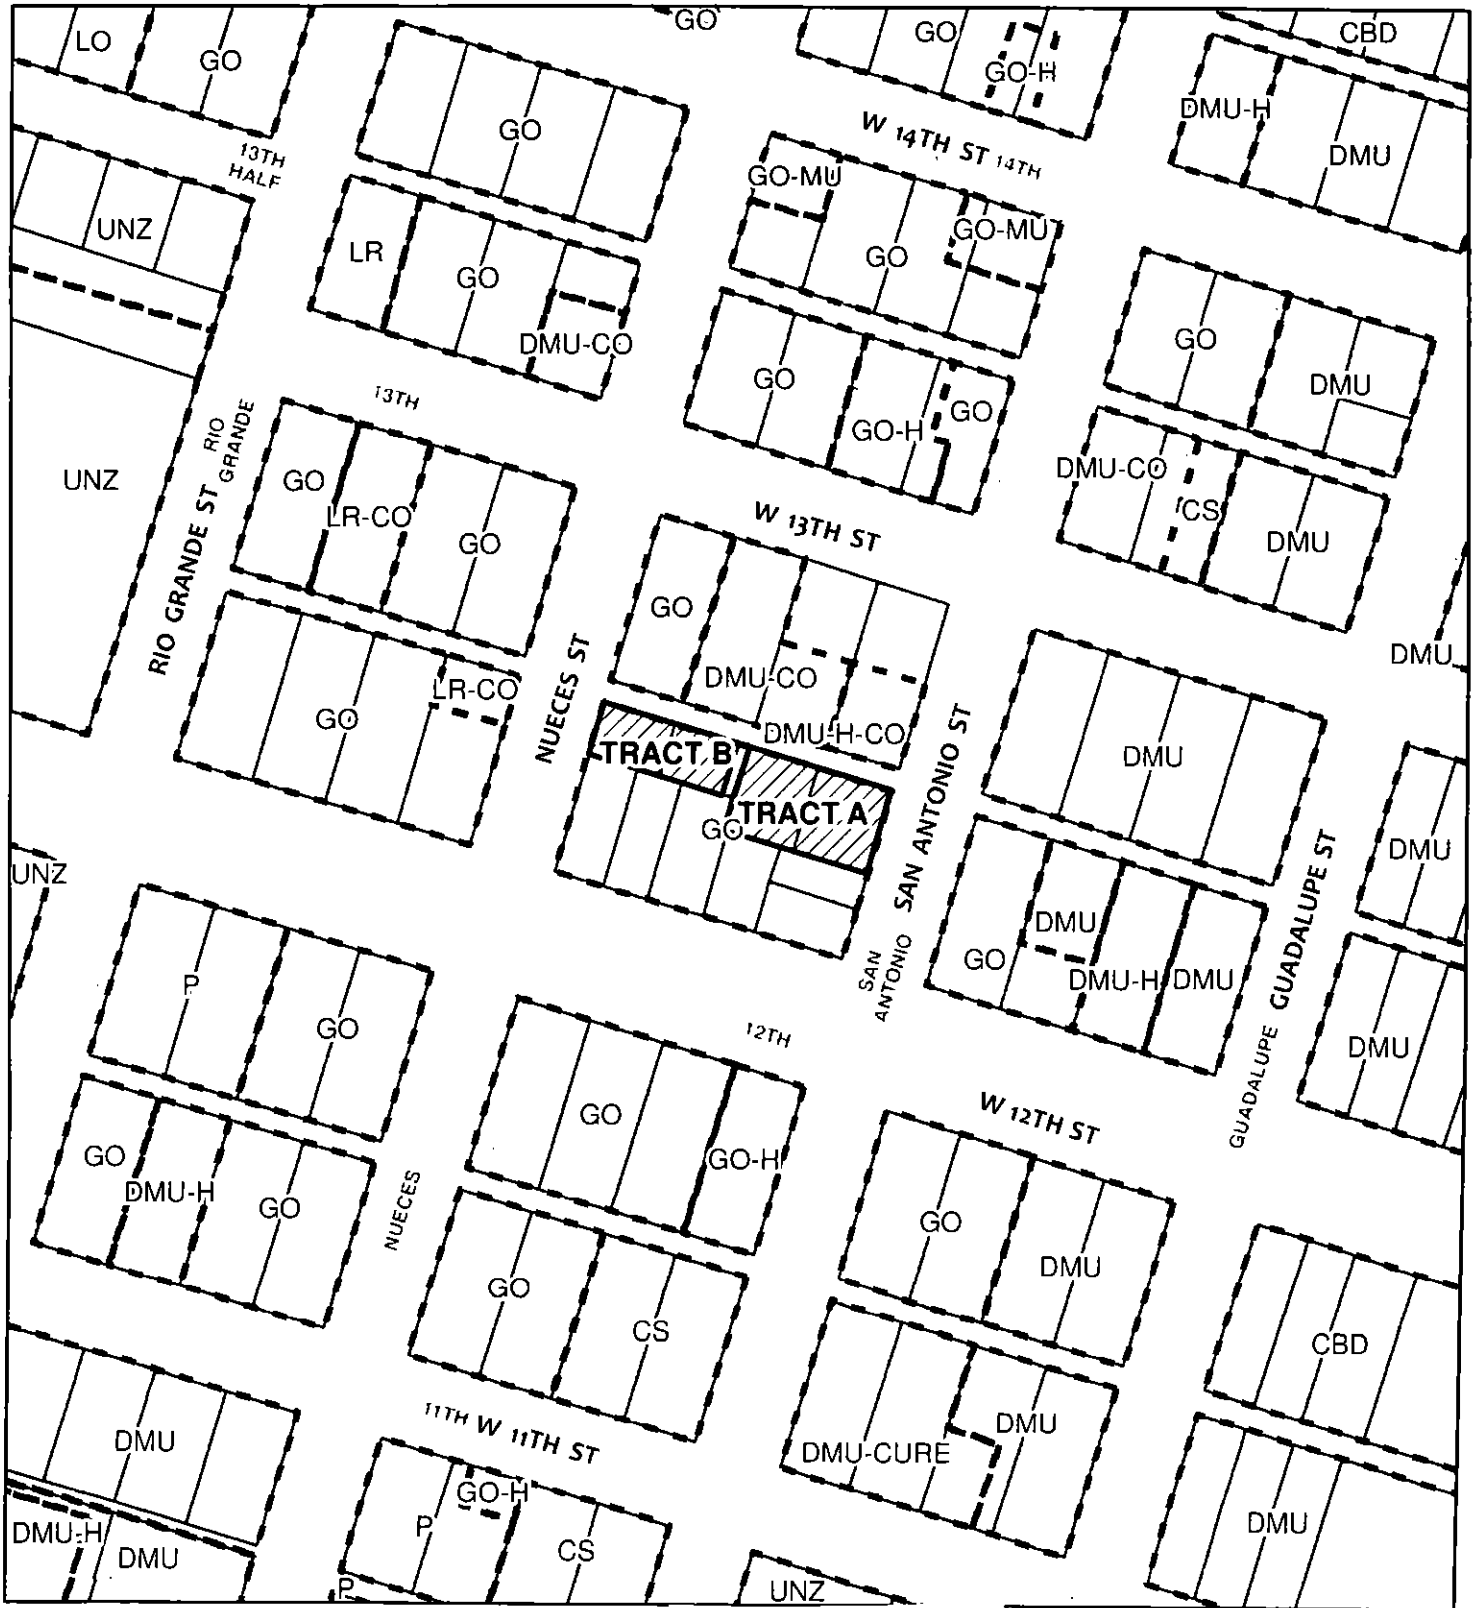 GO
LO
GO
GO
GO-H
CBD
DMU-H
DMU
GO
W 14TH ST
14TH
13TH
HALF
GO-MU
GO-MU
GO
UNZ
LR
GO
DMU-CO
GO
DMU
GO
GO-H
GO
13TH
RIO
GRANDE
UNZ
GO
LR-CO
GO
W 13TH ST
DMU-CO
CS
DMU
RIO GRANDE ST
GO
DMU-CO
DMU-H-CO
DMU
LR-CO
GO
NUECES ST
TRACT B
TRACT A
GO
SAN ANTONIO ST
DMU
GUADALUPE ST
DMU
UNZ
DMU
GO
DMU-H
DMU
SAN
ANTONIO
P
GO
12TH
DMU
GUADALUPE
W 12TH ST
GO
GO-H
GO
DMU-H
GO
NUECES
GO
DMU
GO
CS
CBD
11TH
W 11TH ST
DMU
DMU-CURE
DMU
GO-H
P
CS
DMU
DMU-H
DMU
P
UNZ